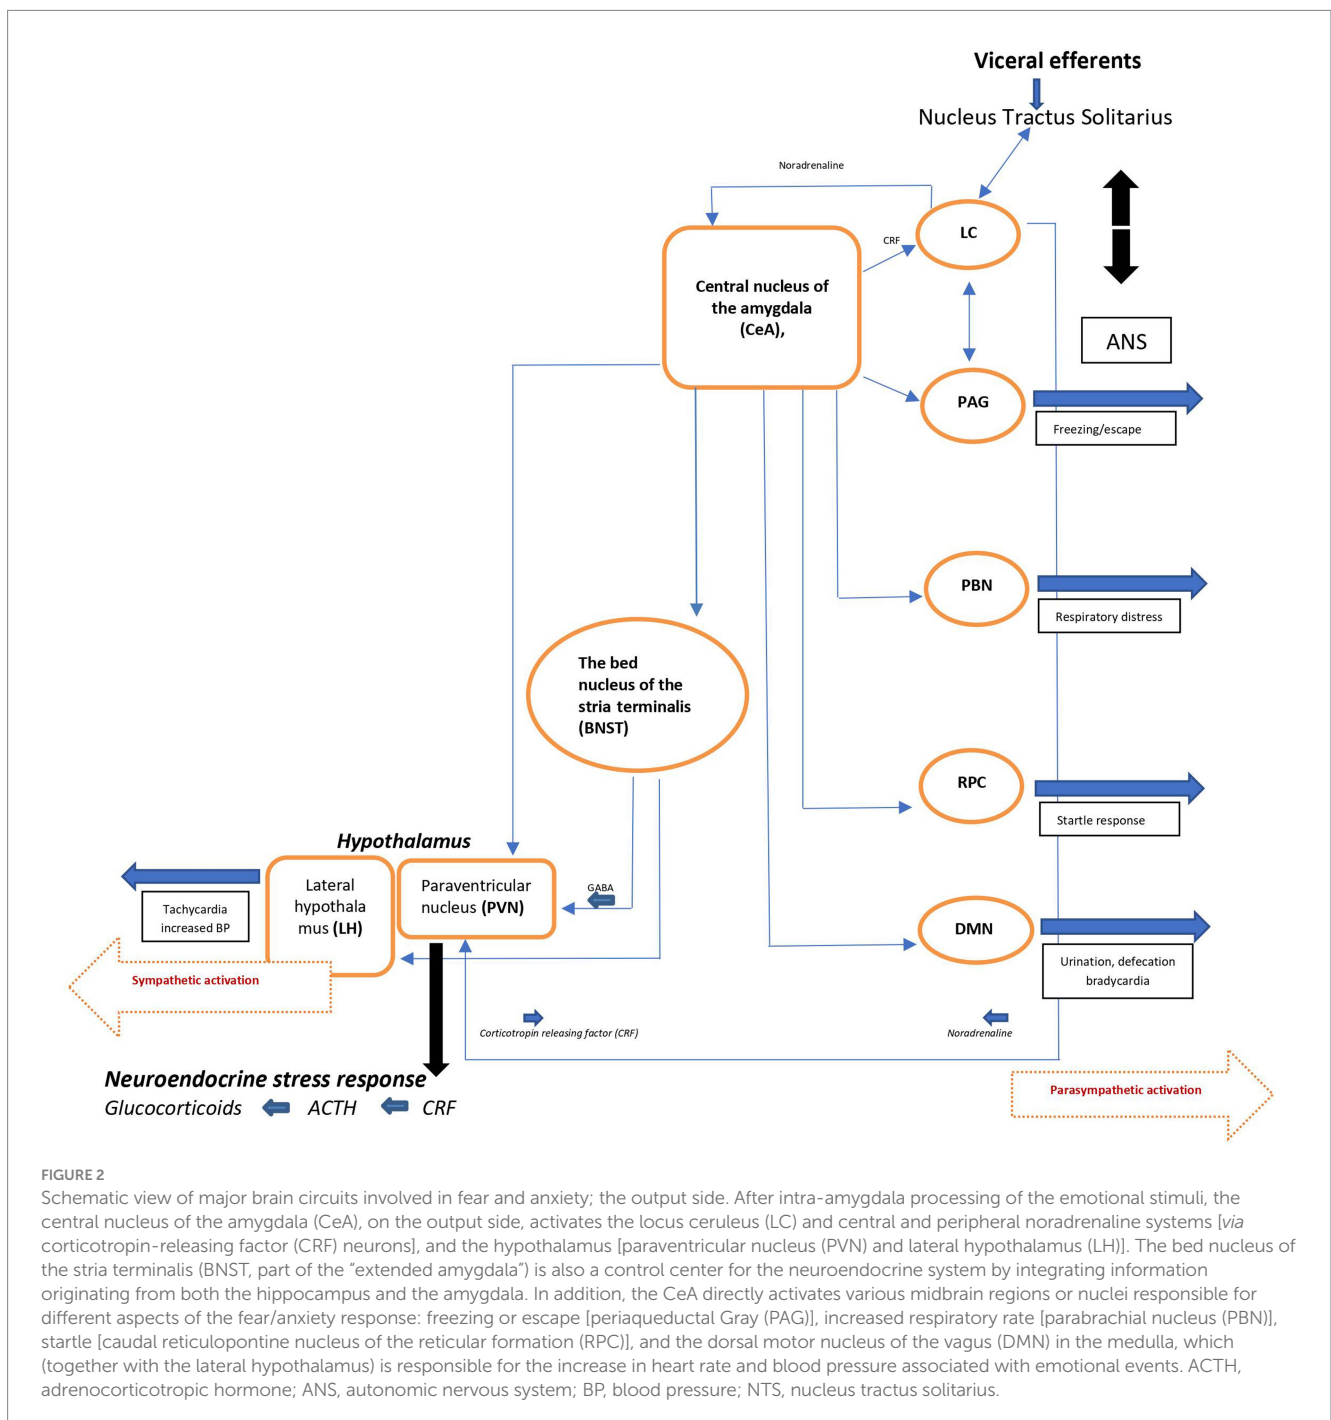 Viceral efferents
Nucleus Tractus Solitarius
Noradrenaline
LC
CRF
Central nucleus of
the amygdala
(CeA),
ANS
PAG
Freezing/escape
PBN
Respiratory distress
The bed
nucleus of the
stria terminalis
(BNST)
RPC
Startle response
Hypothalamus
Lateral
hypothala
mus (LH)
Paraventricular
nucleus (PVN)
GABA
Tachycardia
increased BP
DMN
Urination, defecation
bradycardia
Sympathetic activation
Corticotropin releasing factor (CRF)
Noradrenaline
Neuroendocrine stress response
Glucocorticoids ACTH CRF
Parasympathetic activation
FIGURE 2
Schematic view of major brain circuits involved in fear and anxiety; the output side. After intra-amygdala processing of the emotional stimuli, the
central nucleus of the amygdala (CeA), on the output side, activates the locus ceruleus (LC) and central and peripheral noradrenaline systems [via
corticotropin-releasing factor (CRF) neurons], and the hypothalamus [paraventricular nucleus (PVN) and lateral hypothalamus (LH)]. The bed nucleus of
the stria terminalis (BNST, part of the “extended amygdala”) is also a control center for the neuroendocrine system by integrating information
originating from both the hippocampus and the amygdala. In addition, the CeA directly activates various midbrain regions or nuclei responsible for
different aspects of the fear/anxiety response: freezing or escape [periaqueductal Gray (PAG)], increased respiratory rate [parabrachial nucleus (PBN)],
startle [caudal reticulopontine nucleus of the reticular formation (RPC)], and the dorsal motor nucleus of the vagus (DMN) in the medulla, which
(together with the lateral hypothalamus) is responsible for the increase in heart rate and blood pressure associated with emotional events. ACTH,
adrenocorticotropic hormone; ANS, autonomic nervous system; BP, blood pressure; NTS, nucleus tractus solitarius.